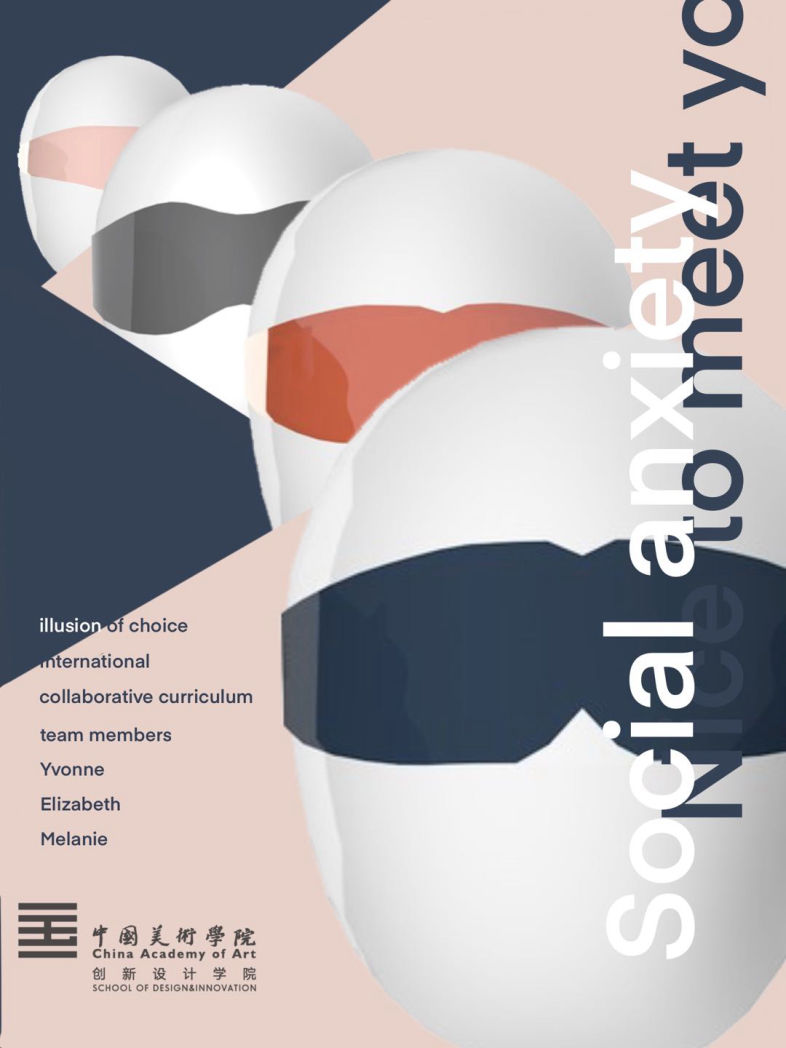 Nice to meet yo
Social anxiety
illusion of choice
international
collaborative curriculum
team members
Yvonne
Elizabeth
Melanie
中國美術學院
China Academy of Art
创新设计学院
SCHOOL OF DESIGN&INNOVATION